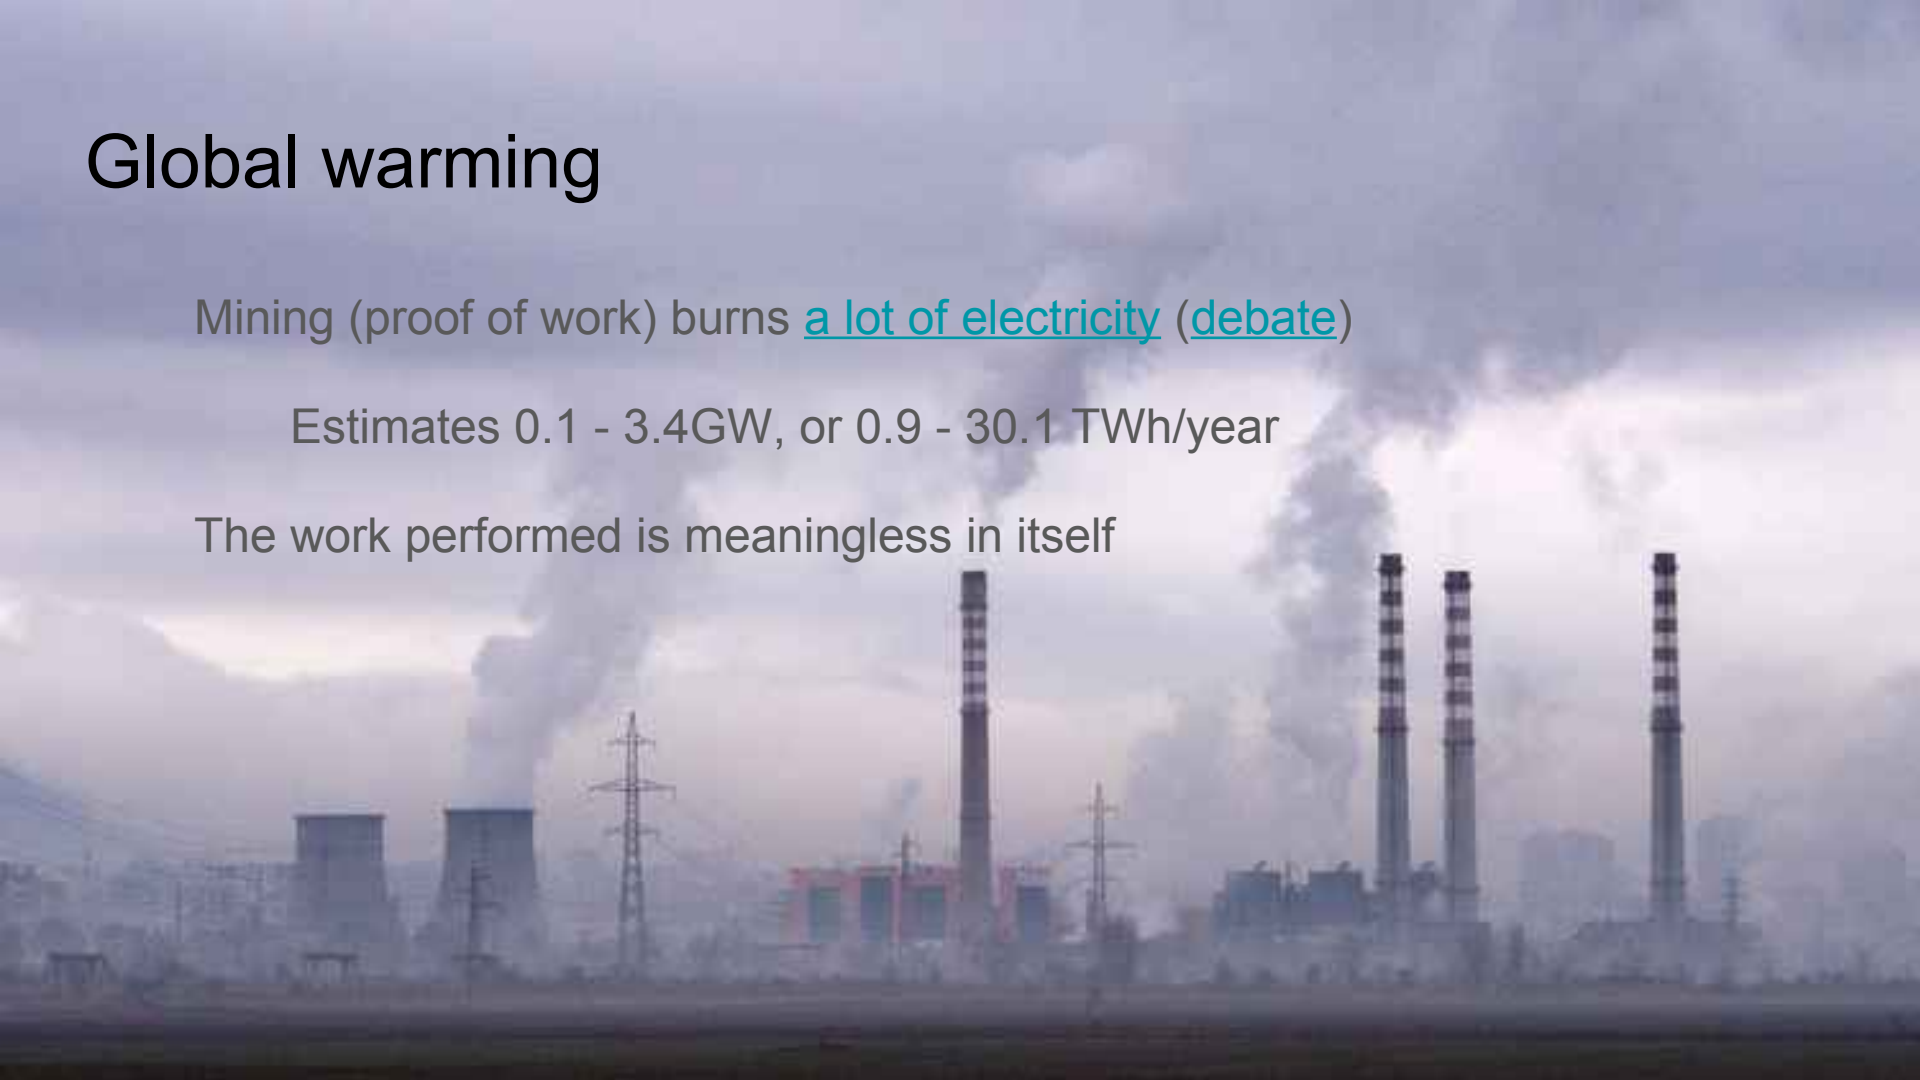 Global warming
Mining (proof of work) burns a lot of electricity (debate)
Estimates 0.1 - 3.4GW, or 0.9 - 30.1 TWh/year
The work performed is meaningless in itself